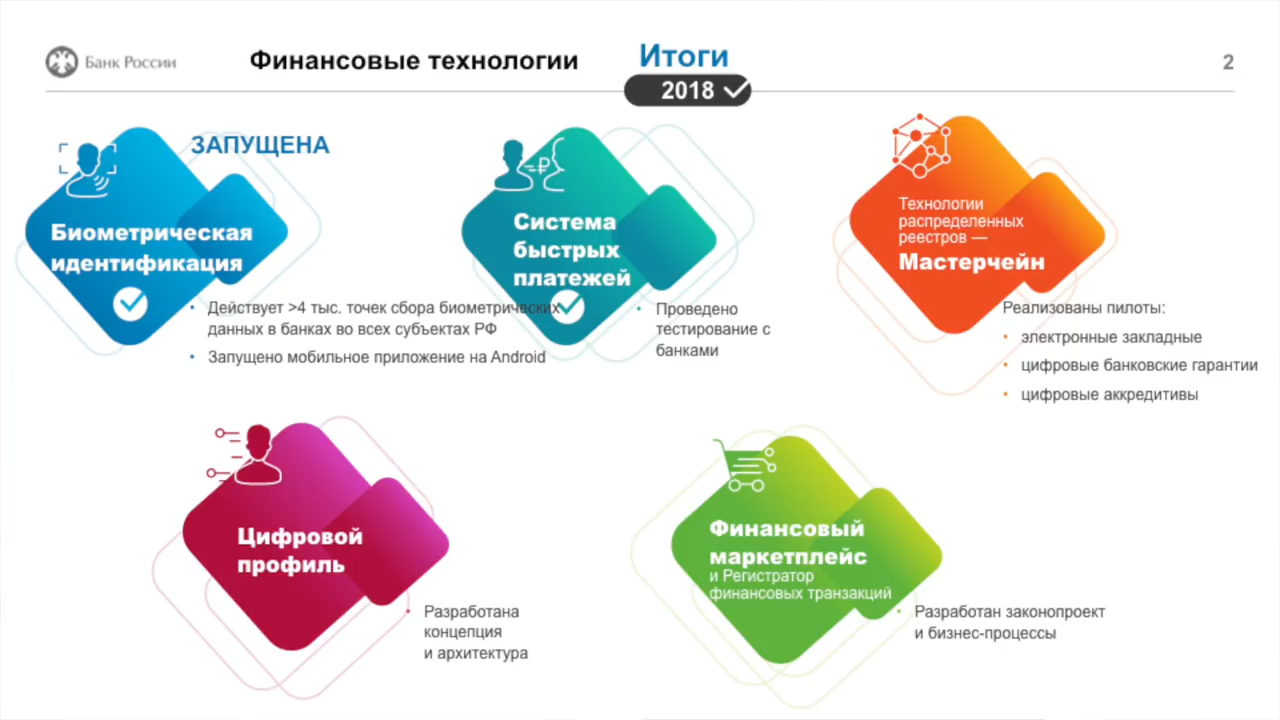 Банк России
Финансовые технологии
Итоги
2018
2
ЗАПУЩЕНА
Биометрическая
идентификация
• Действует >4 тыс. точек сбора биометрических
данных в банках во всех субъектах РФ
• Запущено мобильное приложение на Android
Система
быстрых
платежей
• Проведено
тестирование с
банками
Технологии
распределенных
реестров —
Мастерчейн
Реализованы пилоты:
• электронные закладные
• цифровые банковские гарантии
• цифровые аккредитивы
Цифровой
профиль
• Разработана
концепция
и архитектура
Финансовый
маркетплейс
и Регистратор
финансовых транзакций
• Разработан законопроект
и бизнес-процессы